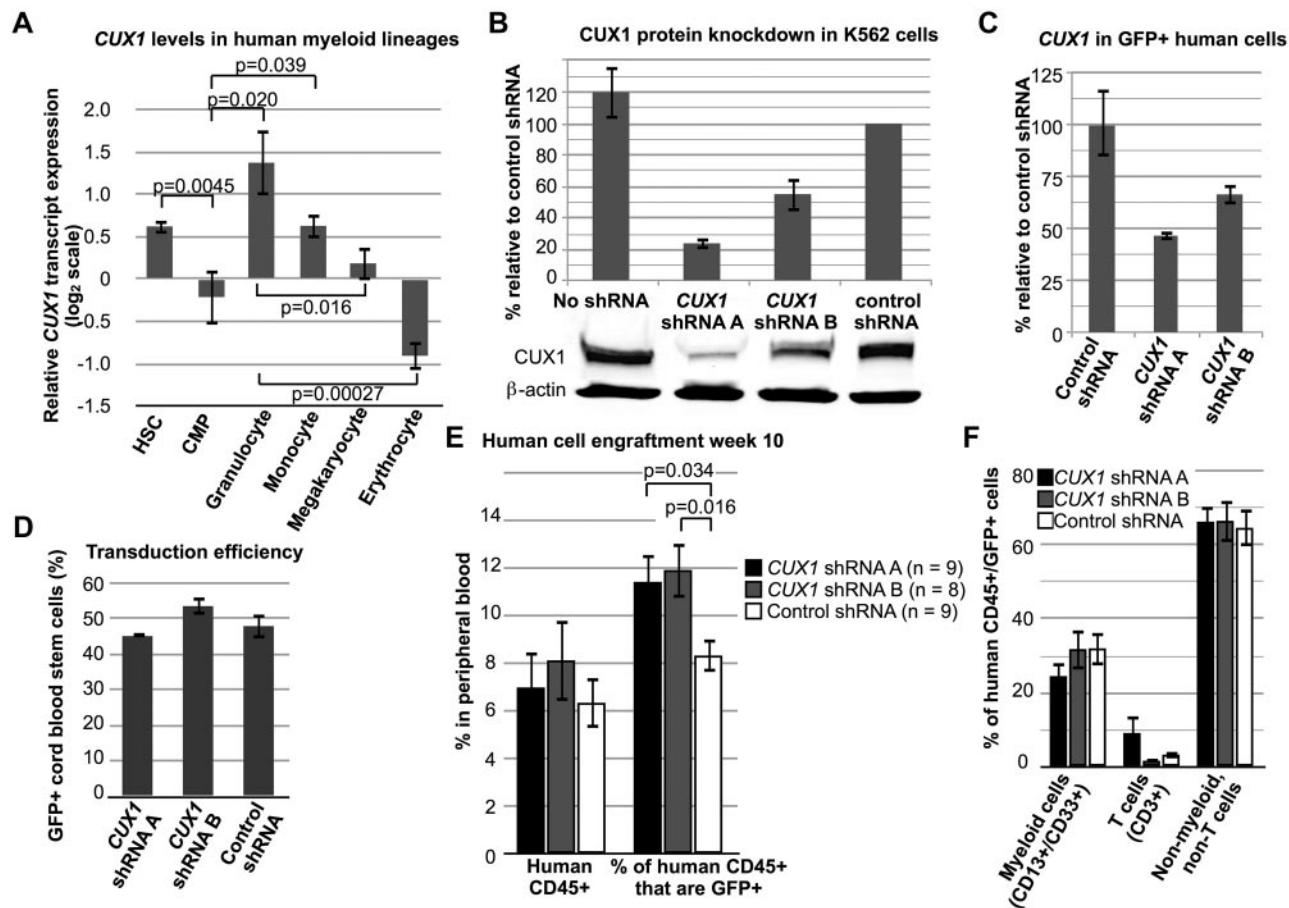 A
CUX1 levels in human myeloid lineages
p=0.039
p=0.020
p=0.0045
p=0.016
p=0.00027
2.0
1.5
1.0
0.5
0
-0.5
-1.0
-1.5
Relative CUX1 transcript expression
(log2 scale)
HSC
CMP
Granulocyte
Monocyte
Megakaryocyte
Erythrocyte
B
CUX1 protein knockdown in K562 cells
% relative to control shRNA
120
100
80
60
40
20
0
No shRNA
CUX1
shRNA A
CUX1
shRNA B
control
shRNA
CUX1
β-actin
C
CUX1 in GFP+ human cells
% relative to control shRNA
125
100
75
50
25
0
Control
shRNA
CUX1
shRNA A
CUX1
shRNA B
D
Transduction efficiency
GFP+ cord blood stem cells (%)
60
50
40
30
20
10
0
CUX1
shRNA A
CUX1
shRNA B
Control
shRNA
E
Human cell engraftment week 10
p=0.034
p=0.016
% in peripheral blood
14
12
10
8
6
4
2
0
CUX1 shRNA A (n = 9)
CUX1 shRNA B (n = 8)
Control shRNA (n = 9)
Human
CD45+
% of human CD45+
that are GFP+
F
% of human CD45+/GFP+ cells
80
60
40
20
0
CUX1 shRNA A
CUX1 shRNA B
Control shRNA
Myeloid cells
(CD13+/CD33+)
T cells
(CD3+)
Non-myeloid,
non-T cells